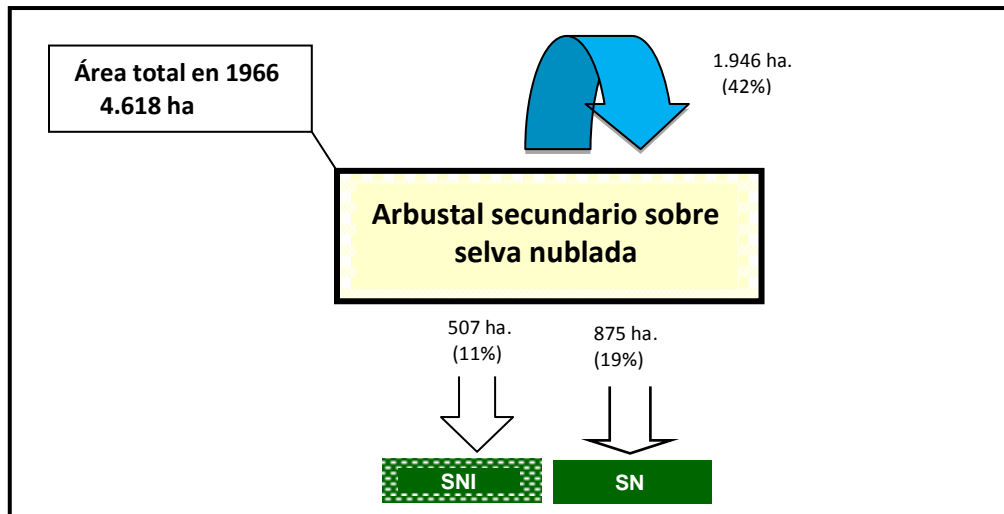 Área total en 1966
4.618 ha
1.946 ha.
(42%)
Arbustal secundario sobre
selva nublada
507 ha.
(11%)
875 ha.
(19%)
SNI
SN